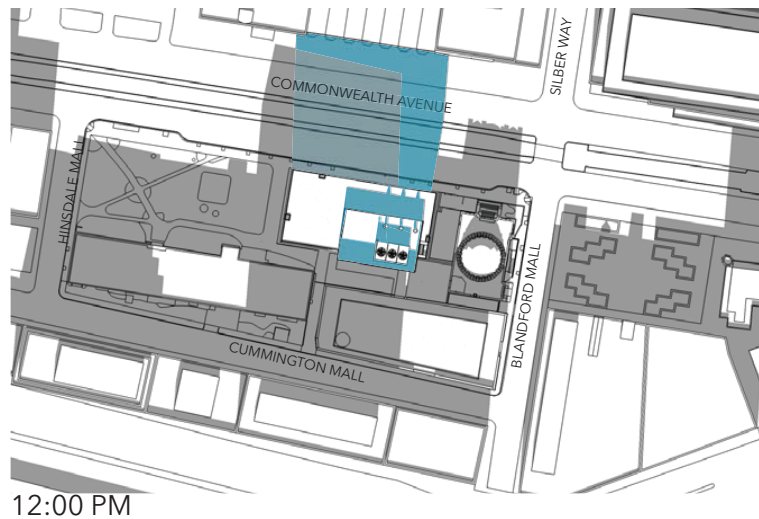 SILBER WAY
COMMONWEALTH AVENUE
HINSDALE MALL
BLANDFORD MALL
CUMMINGTON MALL
12:00 PM